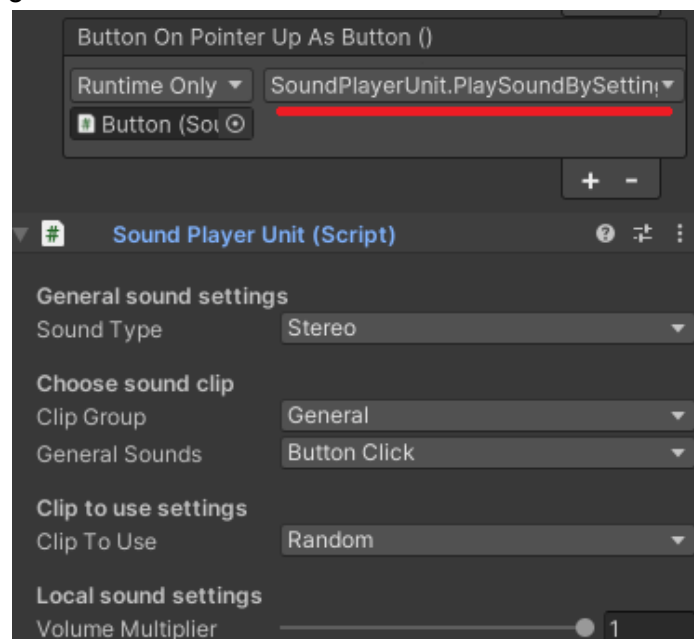 Button On Pointer Up As Button ()
Runtime Only SoundPlayerUnit.PlaySoundBySetting
Button (Sou
+ -
# Sound Player Unit (Script)
General sound settings
Sound Type Stereo
Choose sound clip
Clip Group General
General Sounds Button Click
Clip to use settings
Clip To Use Random
Local sound settings
Volume Multiplier 1